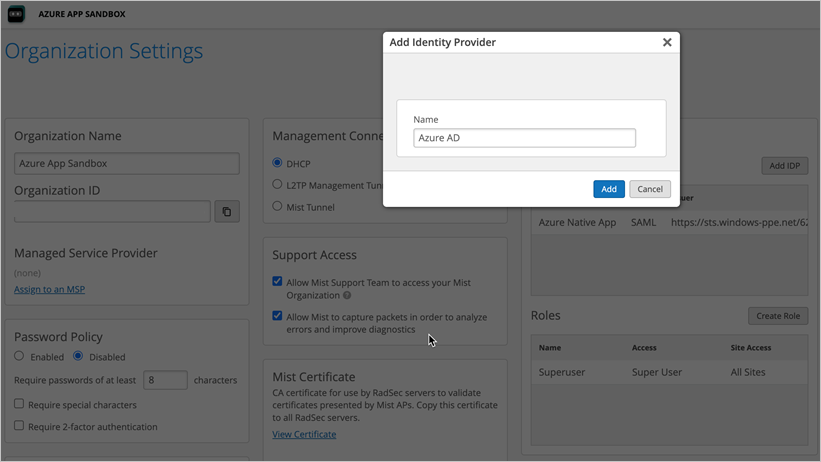 AZURE APP SANDBOX
Organization Settings
Add Identity Provider
Name
Azure AD
Add
Cancel
Organization Name
Azure App Sandbox
Organization ID
Managed Service Provider
(none)
Assign to an MSP
Password Policy
Enabled
Disabled
Require passwords of at least 8 characters
Require special characters
Require 2-factor authentication
Management Conne
DHCP
L2TP Management Tun
Mist Tunnel
Support Access
Allow Mist Support Team to access your Mist
Organization ?
Allow Mist to capture packets in order to analyze
errors and improve diagnostics
Mist Certificate
CA certificate for use by RadSec servers to validate
certificates presented by Mist APIs. Copy this certificate
to all RadSec servers.
View Certificate
Add IDP
uer
Azure Native App SAML https://sts.windows-ppe.net/62
Roles
Create Role
Name Access Site Access
Superuser Super User All Sites